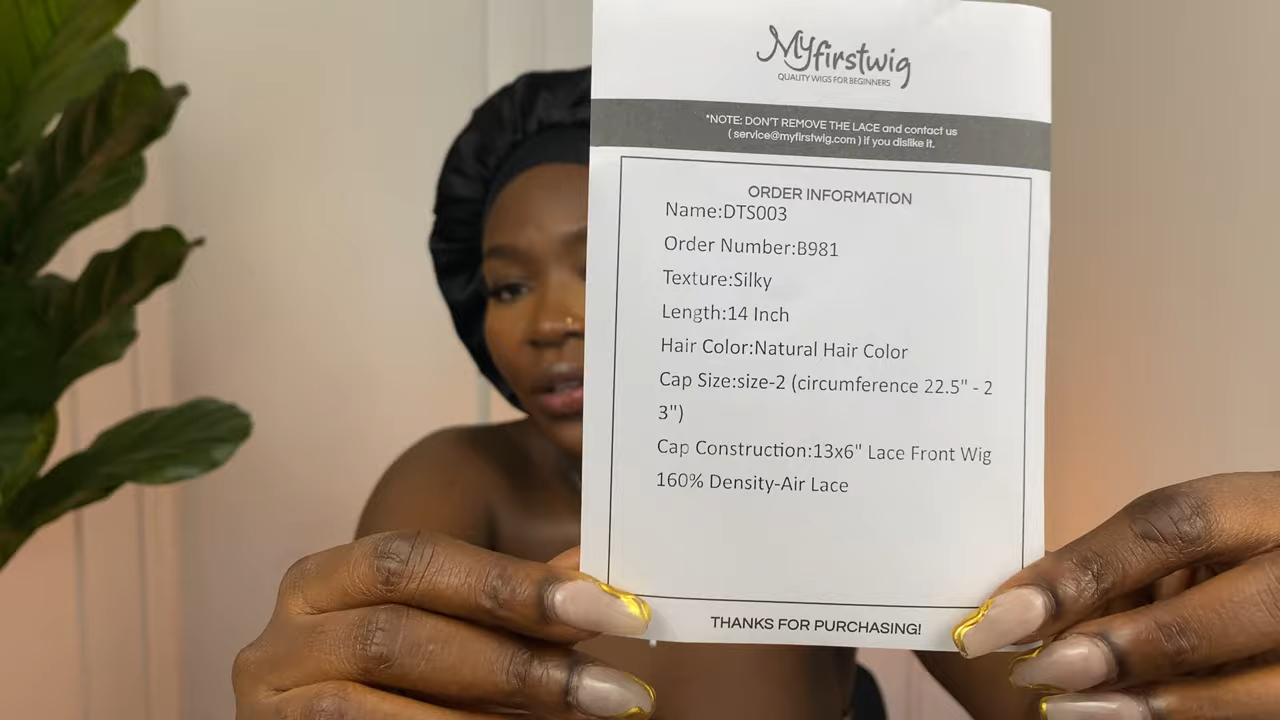 Myfirstwig
QUALITY WIGS FOR BEGINNERS
*NOTE: DON'T REMOVE THE LACE and contact us
( service@myfirstwig.com ) if you dislike it.
ORDER INFORMATION
Name:DTS003
Order Number:B981
Texture:Silky
Length:14 Inch
Hair Color:Natural Hair Color
Cap Size:size-2 (circumference 22.5" - 2
3")
Cap Construction:13x6" Lace Front Wig
160% Density-Air Lace
THANKS FOR PURCHASING!